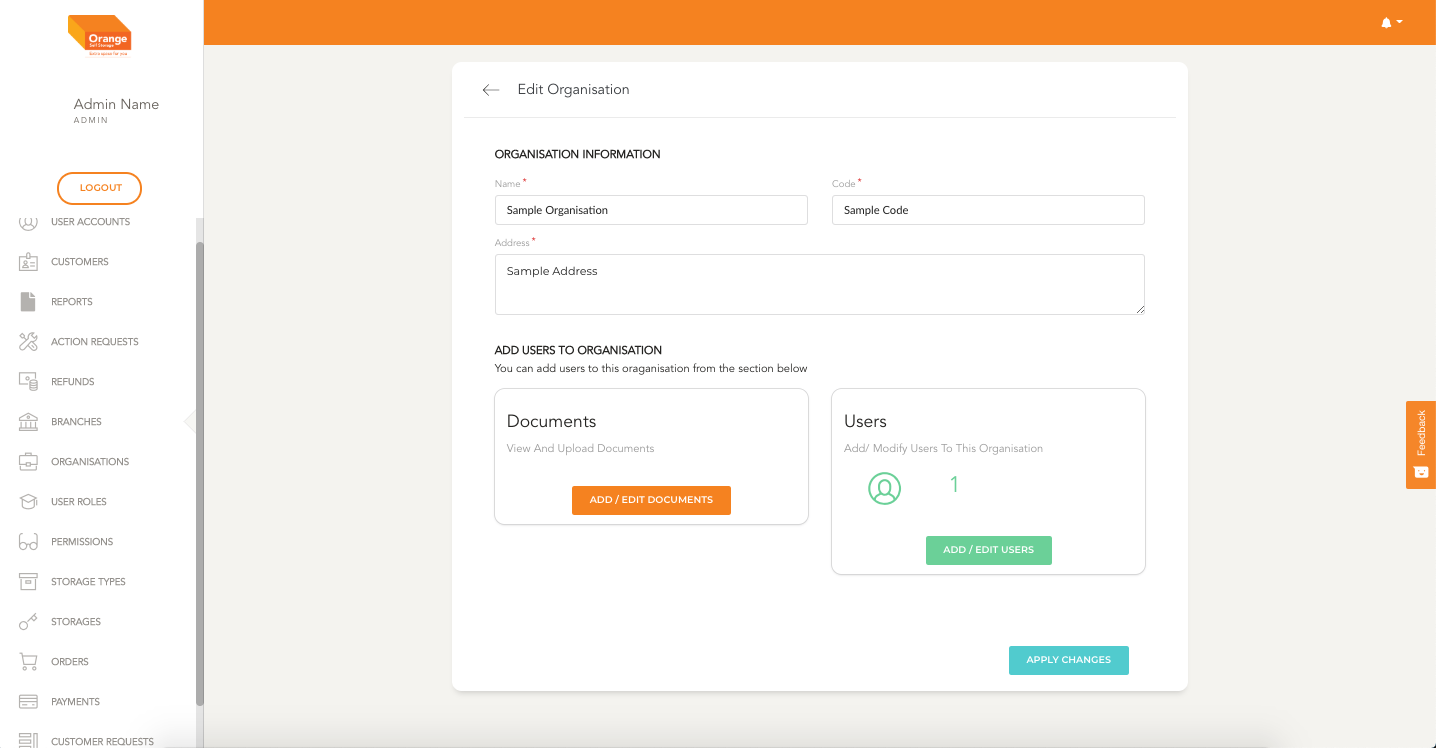 Orange
Self Storage
Admin Name
ADMIN
LOGOUT
USER ACCOUNTS
CUSTOMERS
REPORTS
ACTION REQUESTS
REFUNDS
BRANCHES
ORGANISATIONS
USER ROLES
PERMISSIONS
STORAGE TYPES
STORAGES
ORDERS
PAYMENTS
CUSTOMER REQUESTS
Edit Organisation
ORGANISATION INFORMATION
Name *
Sample Organisation
Code *
Sample Code
Address *
Sample Address
ADD USERS TO ORGANISATION
You can add users to this oraganisation from the section below
Documents
View And Upload Documents
ADD / EDIT DOCUMENTS
Users
Add/ Modify Users To This Organisation
1
ADD / EDIT USERS
APPLY CHANGES
Feedback